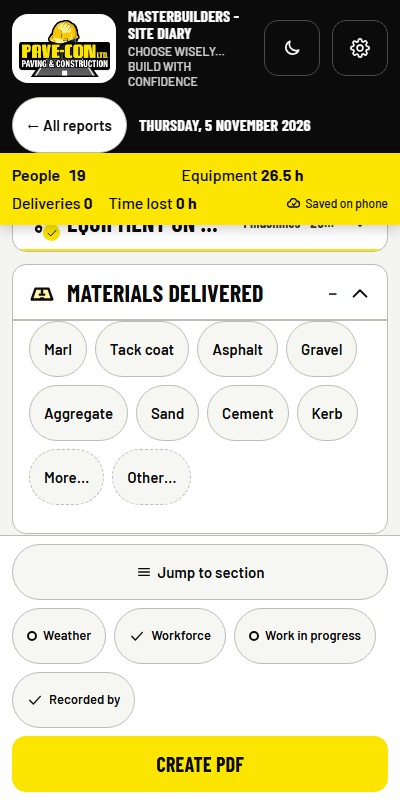 PAVE-CON LTD.
PAVING & CONSTRUCTION
MASTERBUILDERS -
SITE DIARY
CHOOSE WISELY...
BUILD WITH
CONFIDENCE
← All reports
THURSDAY, 5 NOVEMBER 2026
People 19
Equipment 26.5 h
Deliveries 0
Time lost 0 h
Saved on phone
MATERIALS DELIVERED
–
Marl
Tack coat
Asphalt
Gravel
Aggregate
Sand
Cement
Kerb
More...
Other...
Jump to section
Weather
Workforce
Work in progress
Recorded by
CREATE PDF